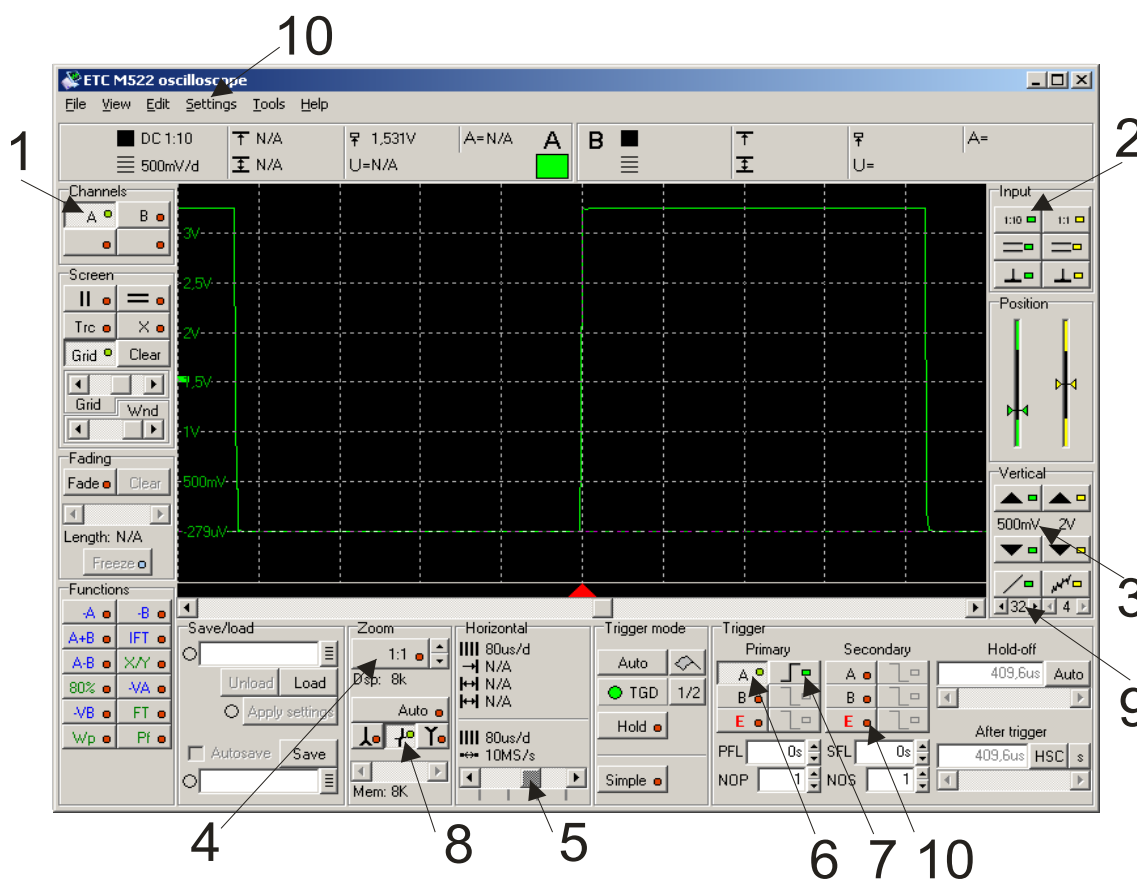 10
ETC M522 oscilloscope
File View Edit Settings Tools Help
DC 1:10 N/A 1,531V A=N/A A B A=
500mV/d N/A U=N/A U=
1
2
Channels
A B
Screen
Trc X
Grid Clear
Grid
Wnd
Fading
Fade Clear
Length: N/A
Freeze
Functions
-A -B
A+B IFT
A-B X/Y
80% -VA
-VB FT
Wp Pf
3V
2,5V
2V
1,5V
1V
500mV
-279uV
Input
1:10 1:1
Position
Vertical
500mV 2V
3
32 4
9
Save/load
Unload Load
Apply settings
Autosave Save
Zoom
1:1
Dsp: 8k
Auto
Mem: 8K
Horizontal
80us/d
N/A
N/A
N/A
80us/d
10MS/s
Trigger mode
Auto
TGD 1/2
Hold
Simple
Trigger
Primary Secondary Hold-off
A A 409,6us Auto
B B
E E After trigger
PFL 0s SFL 0s 409,6us HSC s
NOP 1 NOS 1
4 8 5 6 7 10